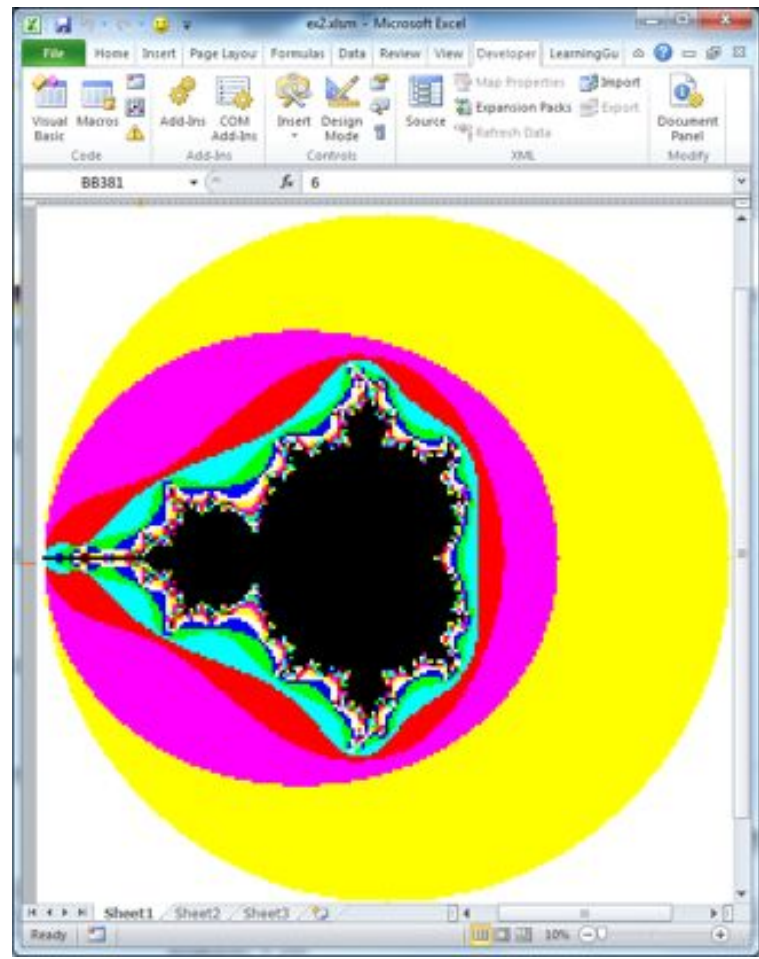 ex2.xlsm - Microsoft Excel
File Home Insert Page Layou Formulas Data Review View Developer LearningGu
Visual Basic Macros Add-Ins COM Add-Ins Insert Design Mode Source Map Properties Import Expansion Packs Export Refresh Data Document Panel
Code Add-Ins Controls XML Modify
BB381 fx 6
Sheet1 Sheet2 Sheet3
Ready 10%